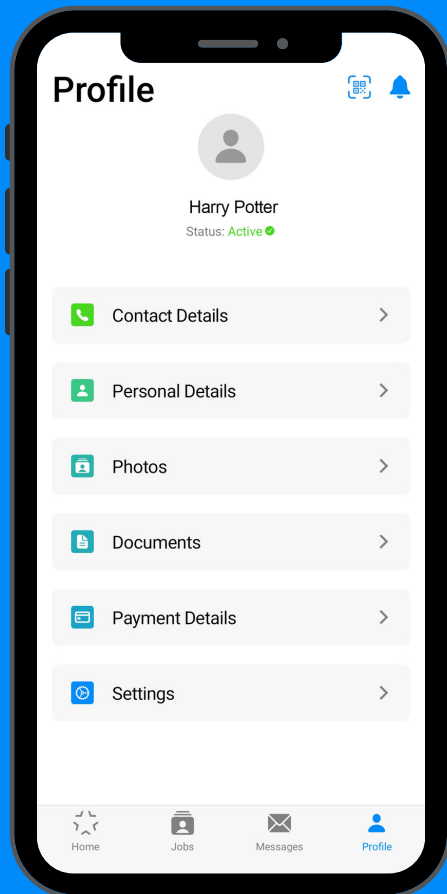 Profile
Harry Potter
Status: Active
Contact Details
Personal Details
Photos
Documents
Payment Details
Settings
Home Jobs Messages Profile